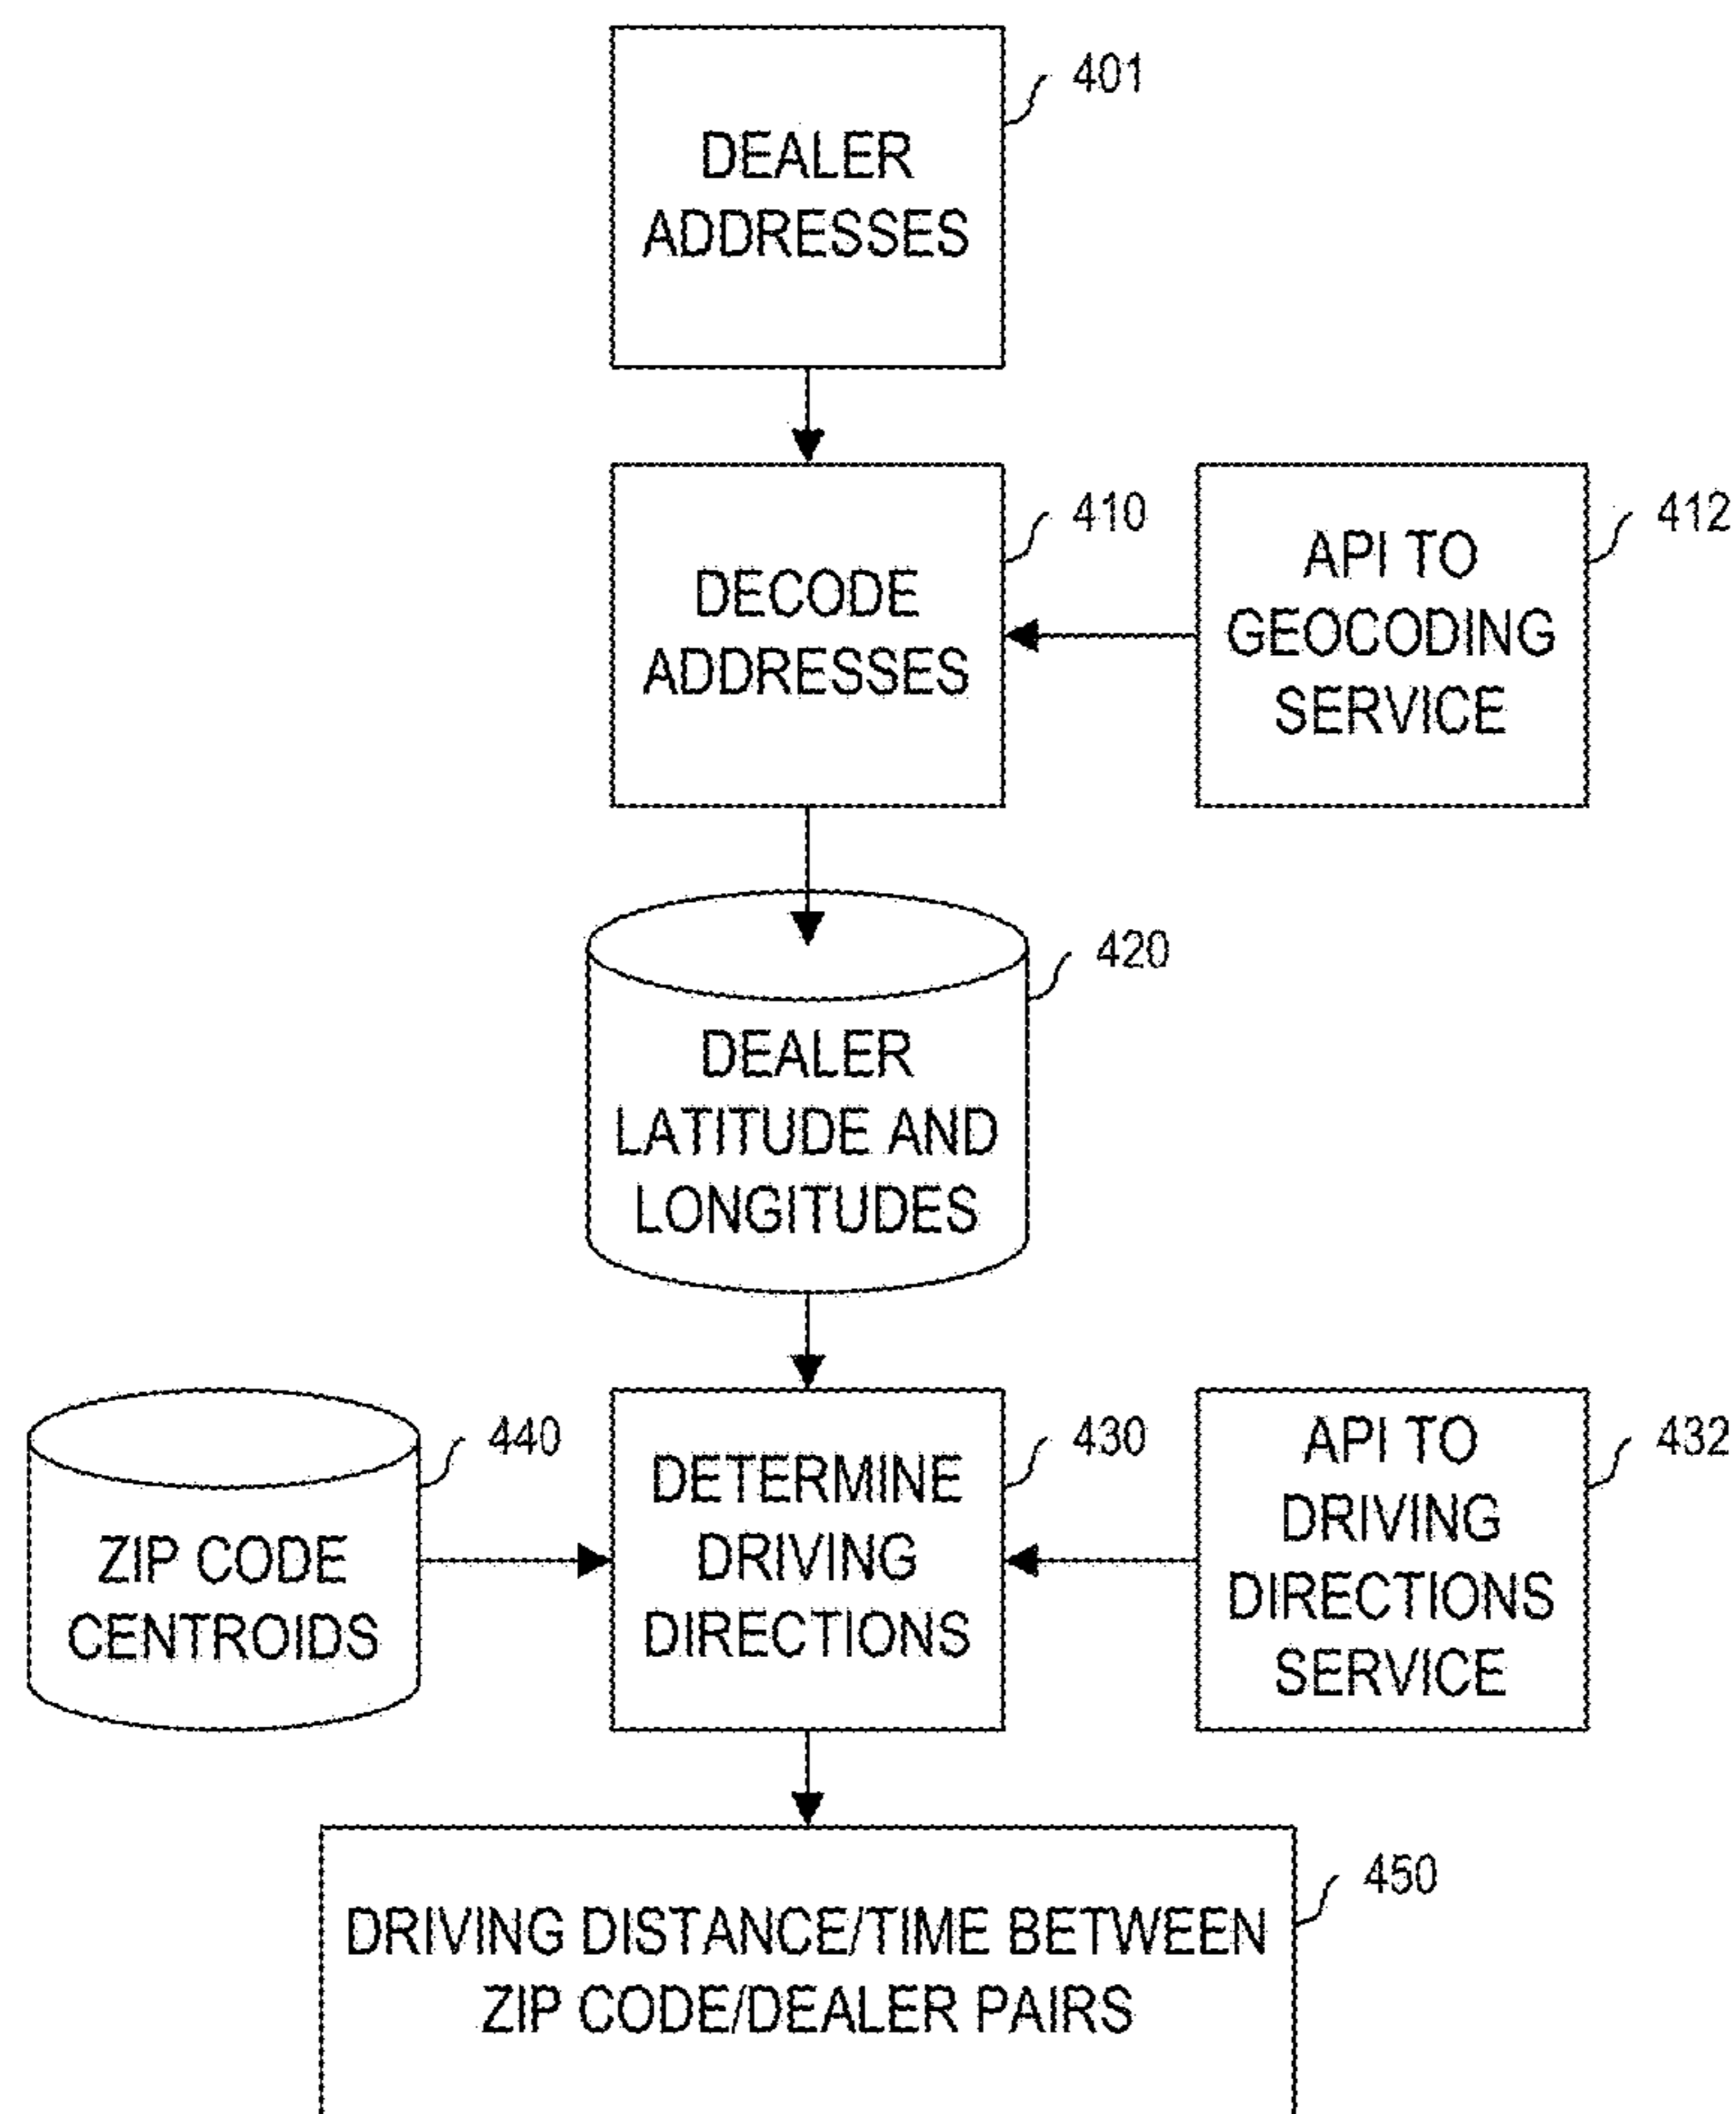 401
DEALER
ADDRESSES
410
DECODE
ADDRESSES
412
API TO
GEOCODING
SERVICE
420
DEALER
LATITUDE AND
LONGITUDES
440
ZIP CODE
CENTROIDS
430
DETERMINE
DRIVING
DIRECTIONS
432
API TO
DRIVING
DIRECTIONS
SERVICE
450
DRIVING DISTANCE/TIME BETWEEN
ZIP CODE/DEALER PAIRS